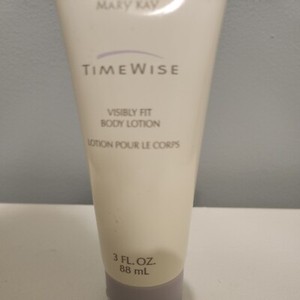 MARY KAY
TIMEWISE
VISIBLY FIT
BODY LOTION
LOTION POUR LE CORPS
3 FL. OZ.
88 mL